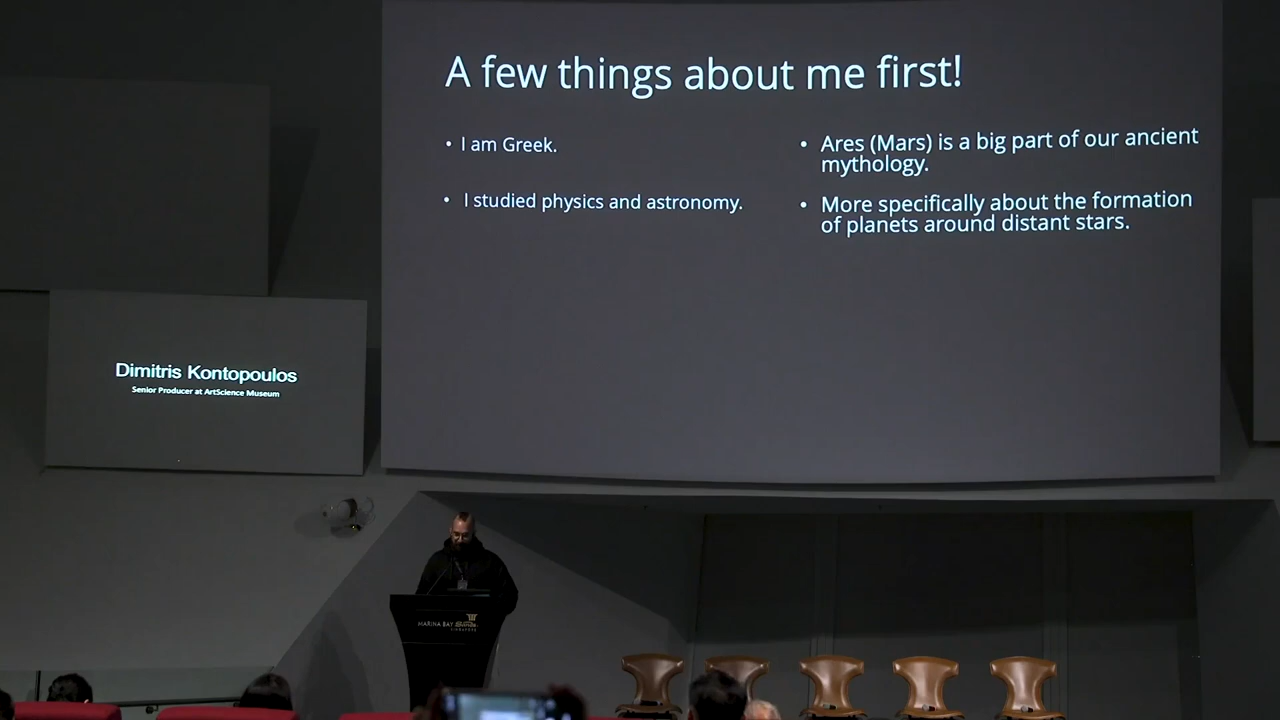 A few things about me first!
• I am Greek.
• I studied physics and astronomy.
• Ares (Mars) is a big part of our ancient
mythology.
• More specifically about the formation
of planets around distant stars.
Dimitris Kontopoulos
Senior Producer at ArtScience Museum
MARINA BAY Sands.
SINGAPORE